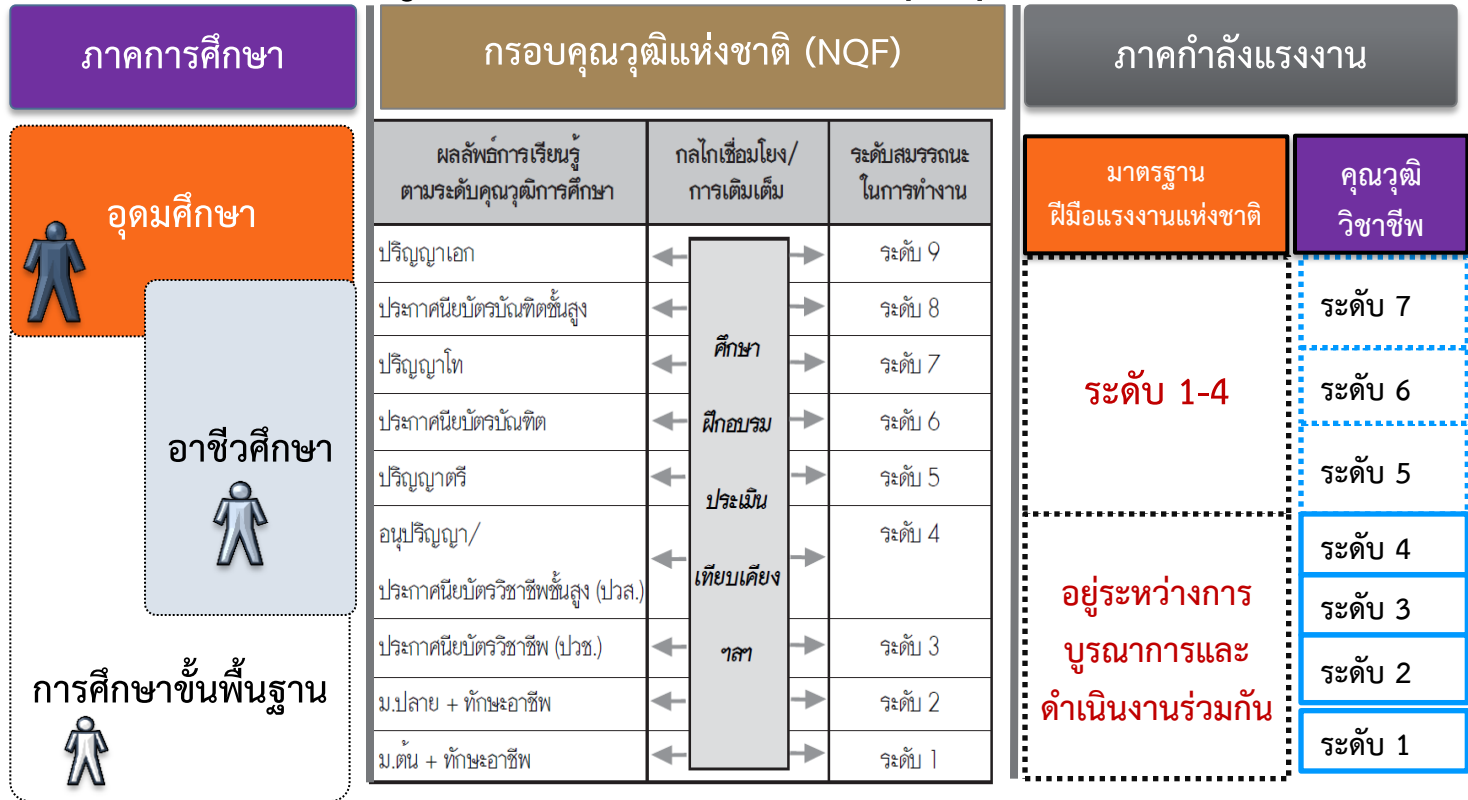 ภาคการศึกษา
กรอบคุณวุฒิแห่งชาติ (NQF)
ภาคกำลังแรงงาน
อุดมศึกษา
อาชีวศึกษา
การศึกษาขั้นพื้นฐาน
ผลลัพธ์การเรียนรู้
ตามระดับคุณวุฒิการศึกษา
กลไกเชื่อมโยง/
การเติมเต็ม
ระดับสมรรถนะ
ในการทำงาน
ปริญญาเอก
ระดับ 9
ประกาศนียบัตรบัณฑิตชั้นสูง
ระดับ 8
ปริญญาโท
ระดับ 7
ประกาศนียบัตรบัณฑิต
ระดับ 6
ปริญญาตรี
ระดับ 5
อนุปริญญา/
ระดับ 4
ประกาศนียบัตรวิชาชีพชั้นสูง (ปวส.)
ประกาศนียบัตรวิชาชีพ (ปวช.)
ระดับ 3
ม.ปลาย + ทักษะอาชีพ
ระดับ 2
ม.ต้น + ทักษะอาชีพ
ระดับ 1
ศึกษา
ฝึกอบรม
ประเมิน
เทียบเคียง
ฯลฯ
มาตรฐาน
ฝีมือแรงงานแห่งชาติ
ระดับ 1-4
อยู่ระหว่างการ
บูรณาการและ
ดำเนินงานร่วมกัน
คุณวุฒิ
วิชาชีพ
ระดับ 7
ระดับ 6
ระดับ 5
ระดับ 4
ระดับ 3
ระดับ 2
ระดับ 1